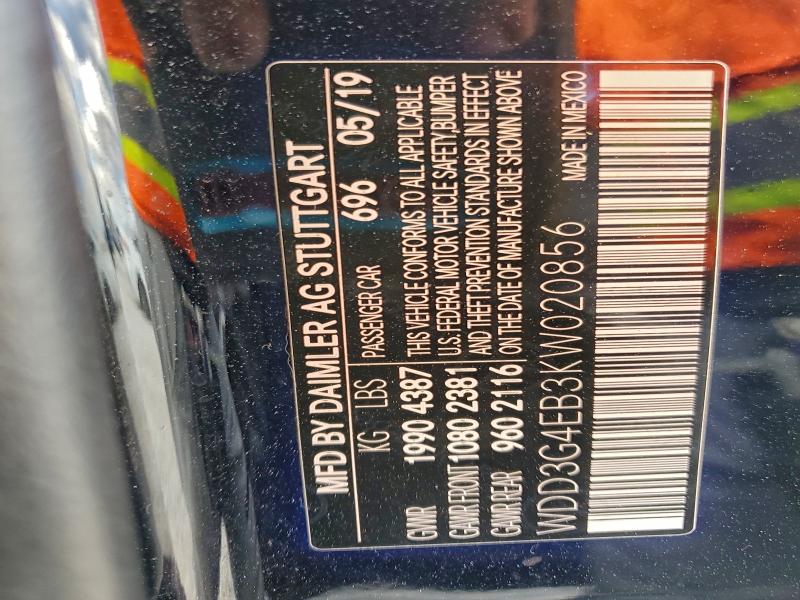 MFD BY DAIMLER AG STUTTGART
KG LBS PASSENGER CAR 696 05/19
GWR 1990 4387 THIS VEHICLE CONFORMS TO ALL APPLICABLE
GAWR FRONT 1080 2381 U.S. FEDERAL MOTOR VEHICLE SAFETY,BUMPER
GAWR REAR 960 2116 AND THEFT PREVENTION STANDARDS IN EFFECT
ON THE DATE OF MANUFACTURE SHOWN ABOVE
WDD3G4EB3KW020856 MADE IN MEXICO